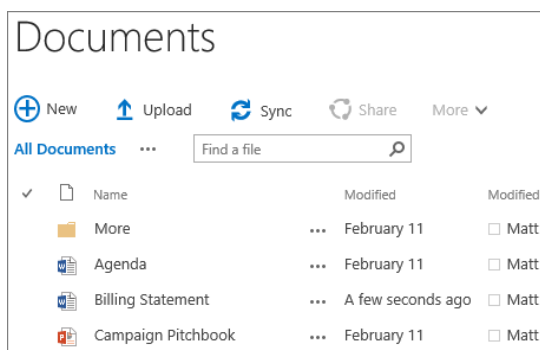 Documents
New Upload Sync Share More
All Documents ... Find a file
Name Modified Modified
More ... February 11 Matt
Agenda ... February 11 Matt
Billing Statement ... A few seconds ago Matt
Campaign Pitchbook ... February 11 Matt